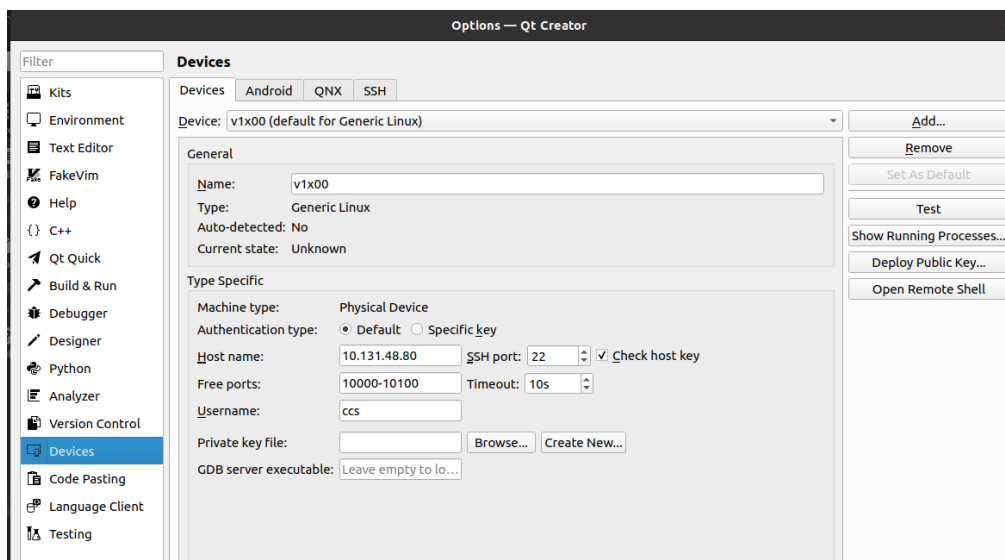 Options — Qt Creator
Filter
Kits
Environment
Text Editor
FakeVim
Help
{} C++
Qt Quick
Build & Run
Debugger
Designer
Python
Analyzer
Version Control
Devices
Code Pasting
Language Client
Testing
Devices
Devices Android QNX SSH
Device: v1x00 (default for Generic Linux)
General
Name: v1x00
Type: Generic Linux
Auto-detected: No
Current state: Unknown
Type Specific
Machine type: Physical Device
Authentication type: Default Specific key
Host name: 10.131.48.80 SSH port: 22 Check host key
Free ports: 10000-10100 Timeout: 10s
Username: ccs
Private key file: Browse... Create New...
GDB server executable: Leave empty to lo...
Add...
Remove
Set As Default
Test
Show Running Processes...
Deploy Public Key...
Open Remote Shell